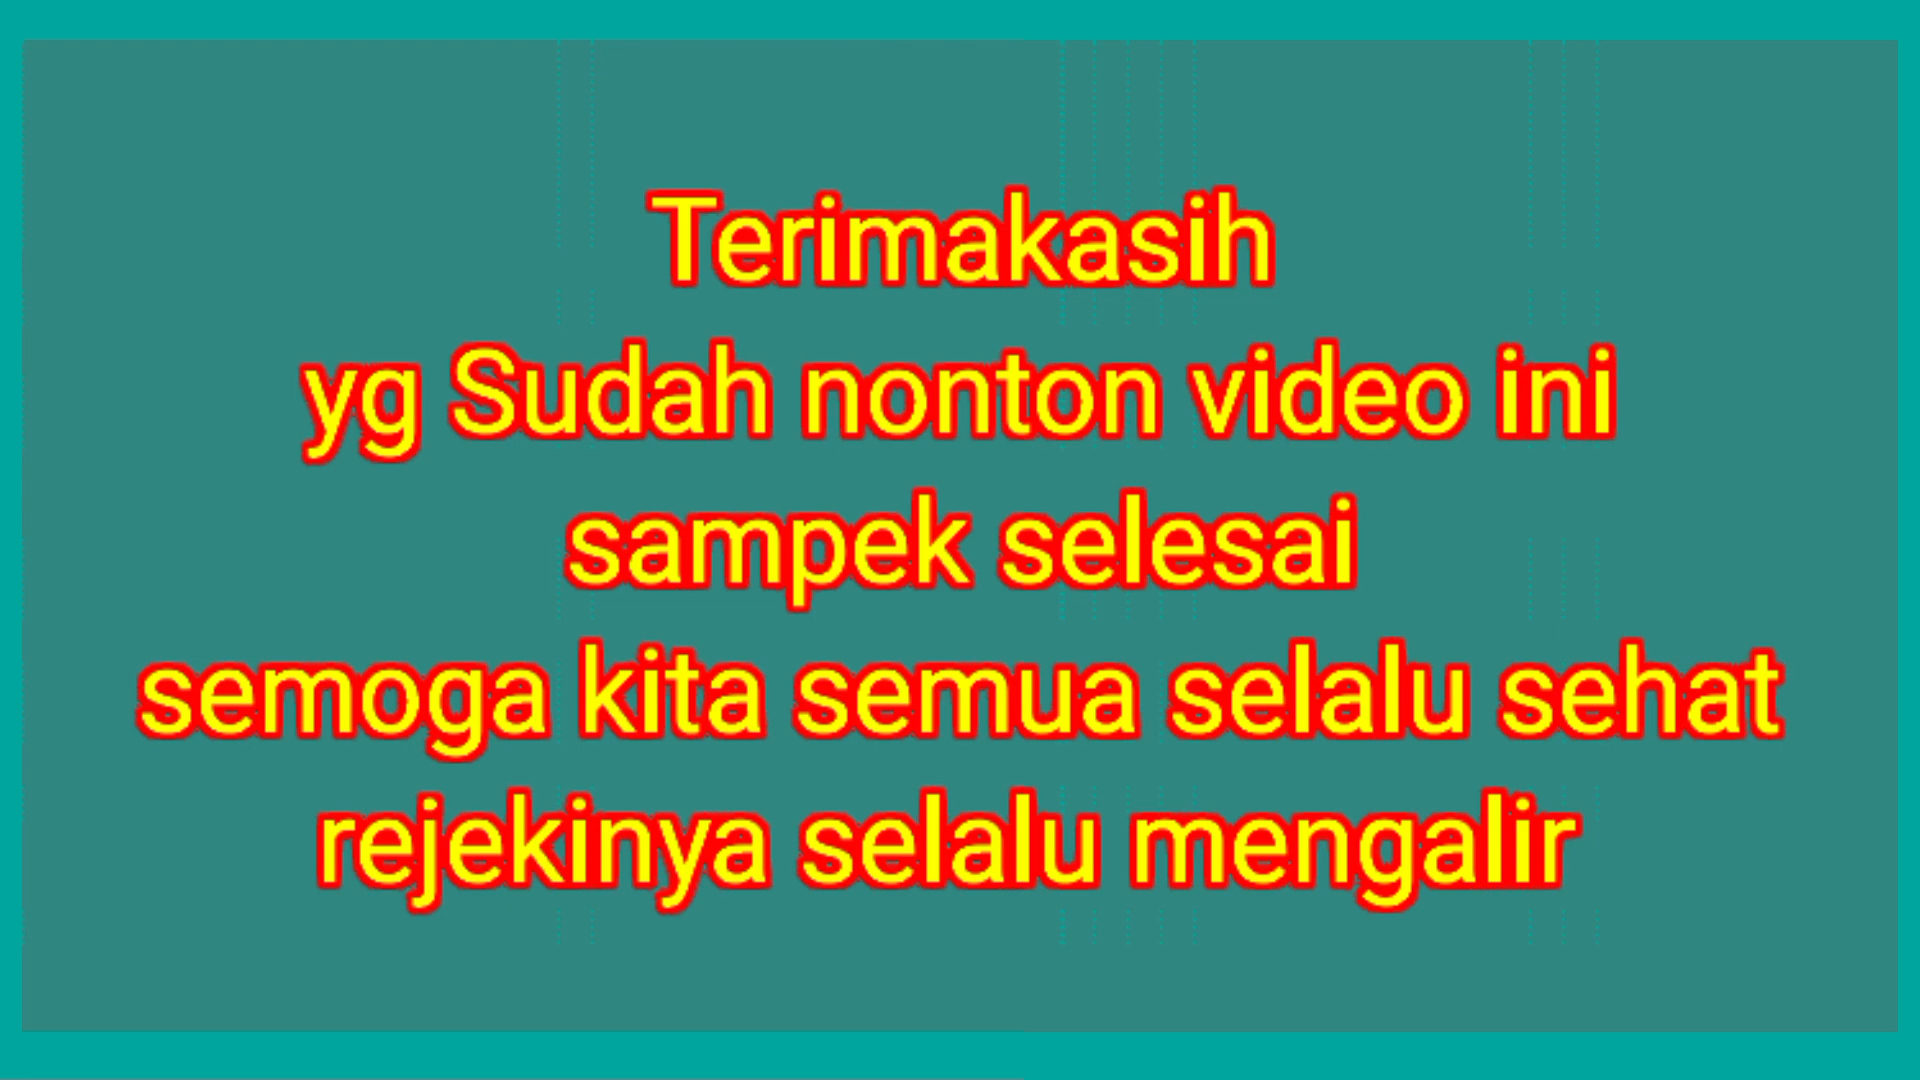 Terimakasih
yg Sudah nonton video ini
sampek selesai
semoga kita semua selalu sehat
rejekinya selalu mengalir